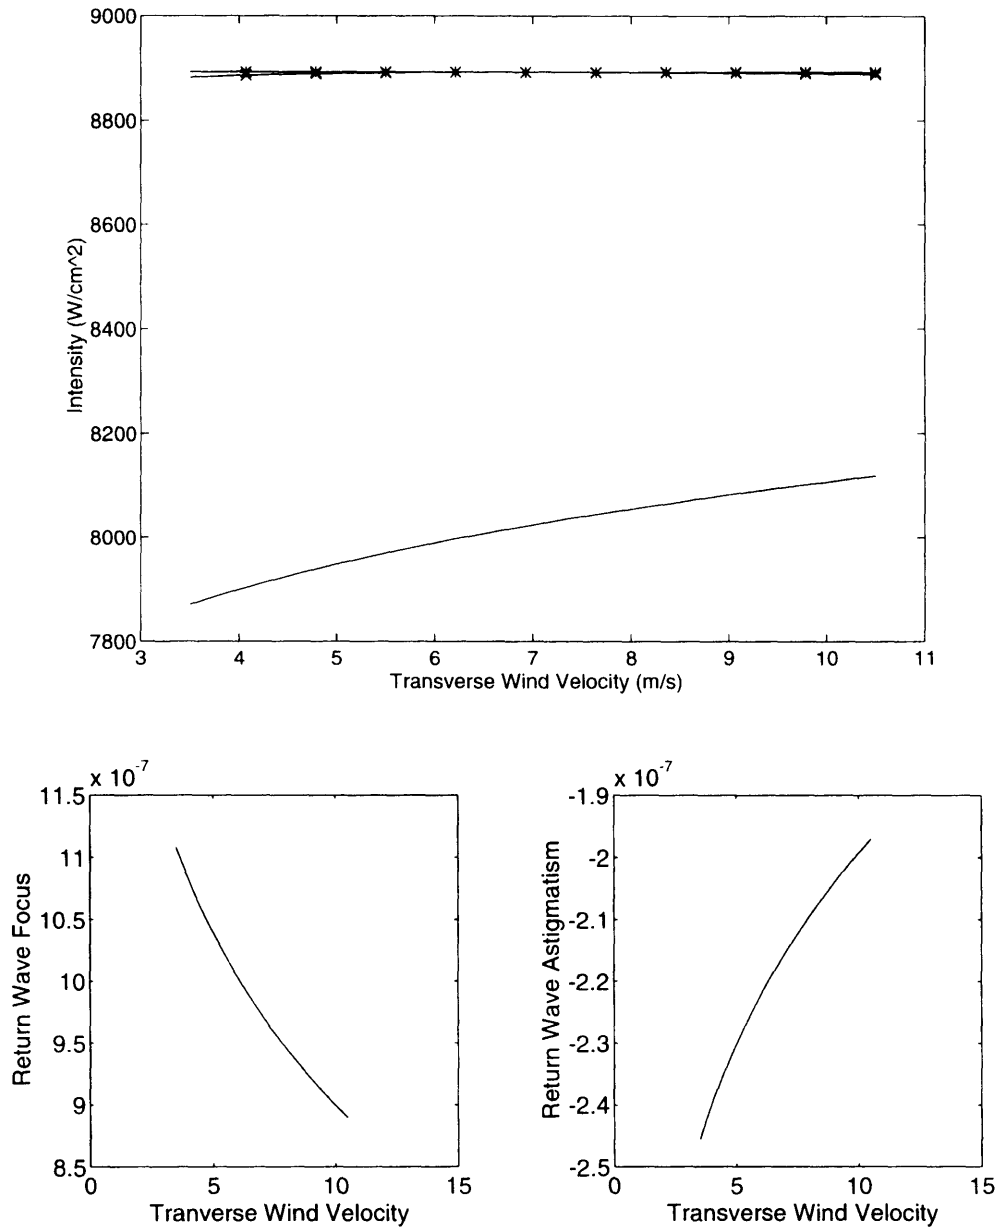 9000
8800
8600
8400
8200
8000
7800
Intensity (W/cm^2)
3 4 5 6 7 8 9 10 11
Transverse Wind Velocity (m/s)
x 10^-7
11.5
11
10.5
10
9.5
9
8.5
Return Wave Focus
0 5 10 15
Tranverse Wind Velocity
x 10^-7
-1.9
-2
-2.1
-2.2
-2.3
-2.4
-2.5
Return Wave Astigmatism
0 5 10 15
Transverse Wind Velocity